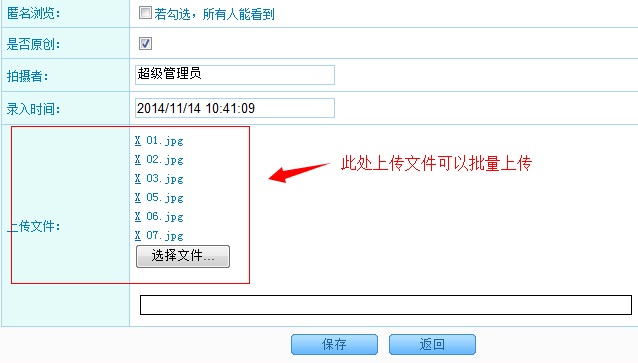 匿名浏览: 若勾选，所有人能看到
是否原创:
拍摄者: 超级管理员
录入时间: 2014/11/14 10:41:09
X 01.jpg
X 02.jpg
此处上传文件可以批量上传
X 03.jpg
X 05.jpg
X 06.jpg
上传文件:
X 07.jpg
选择文件...
保存 返回